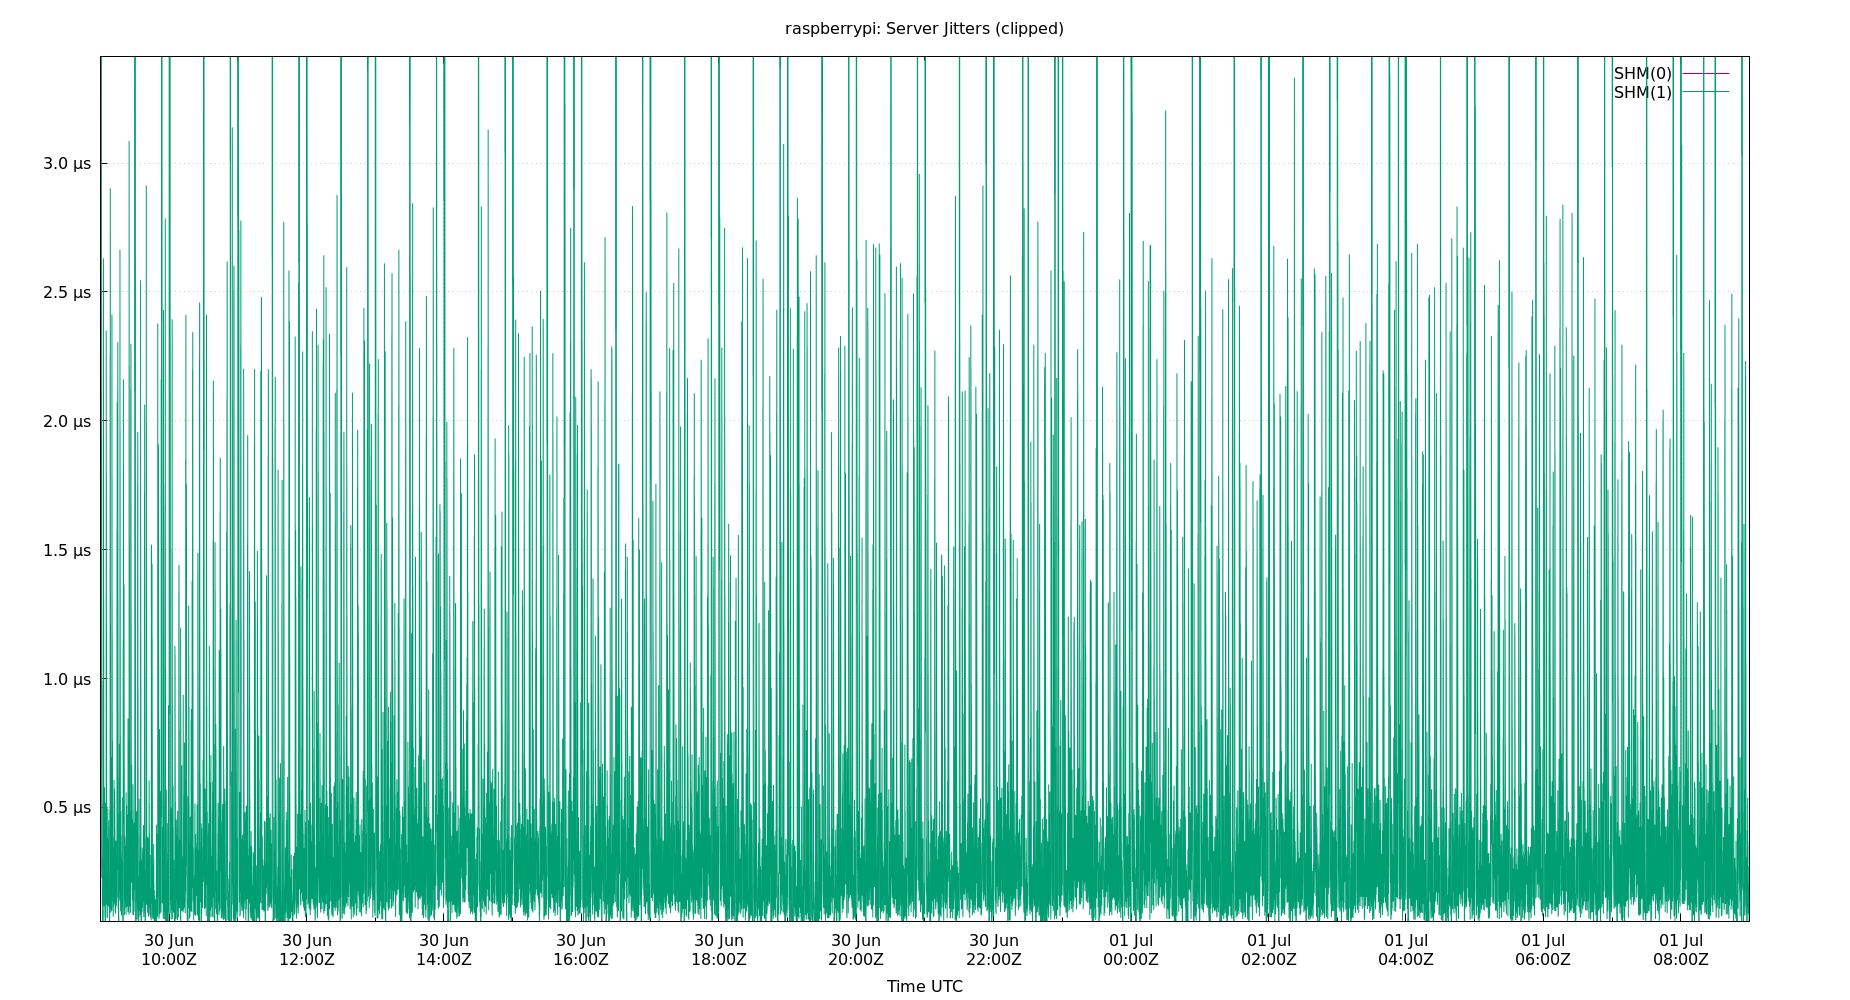 raspberrypi: Server Jitters (clipped)
SHM(0)
SHM(1)
3.0 µs
2.5 µs
2.0 µs
1.5 µs
1.0 µs
0.5 µs
30 Jun 30 Jun 30 Jun 30 Jun 30 Jun 30 Jun 30 Jun 01 Jul 01 Jul 01 Jul 01 Jul 01 Jul
10:00Z 12:00Z 14:00Z 16:00Z 18:00Z 20:00Z 22:00Z 00:00Z 02:00Z 04:00Z 06:00Z 08:00Z
Time UTC